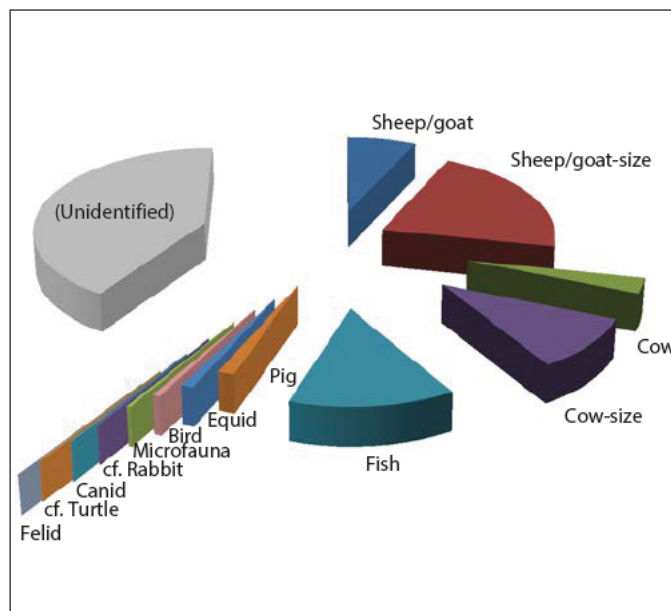 Sheep/goat
Sheep/goat-size
(Unidentified)
Cow
Pig
Equid
Cow-size
Bird
Microfauna
Fish
cf. Rabbit
Canid
cf. Turtle
Felid